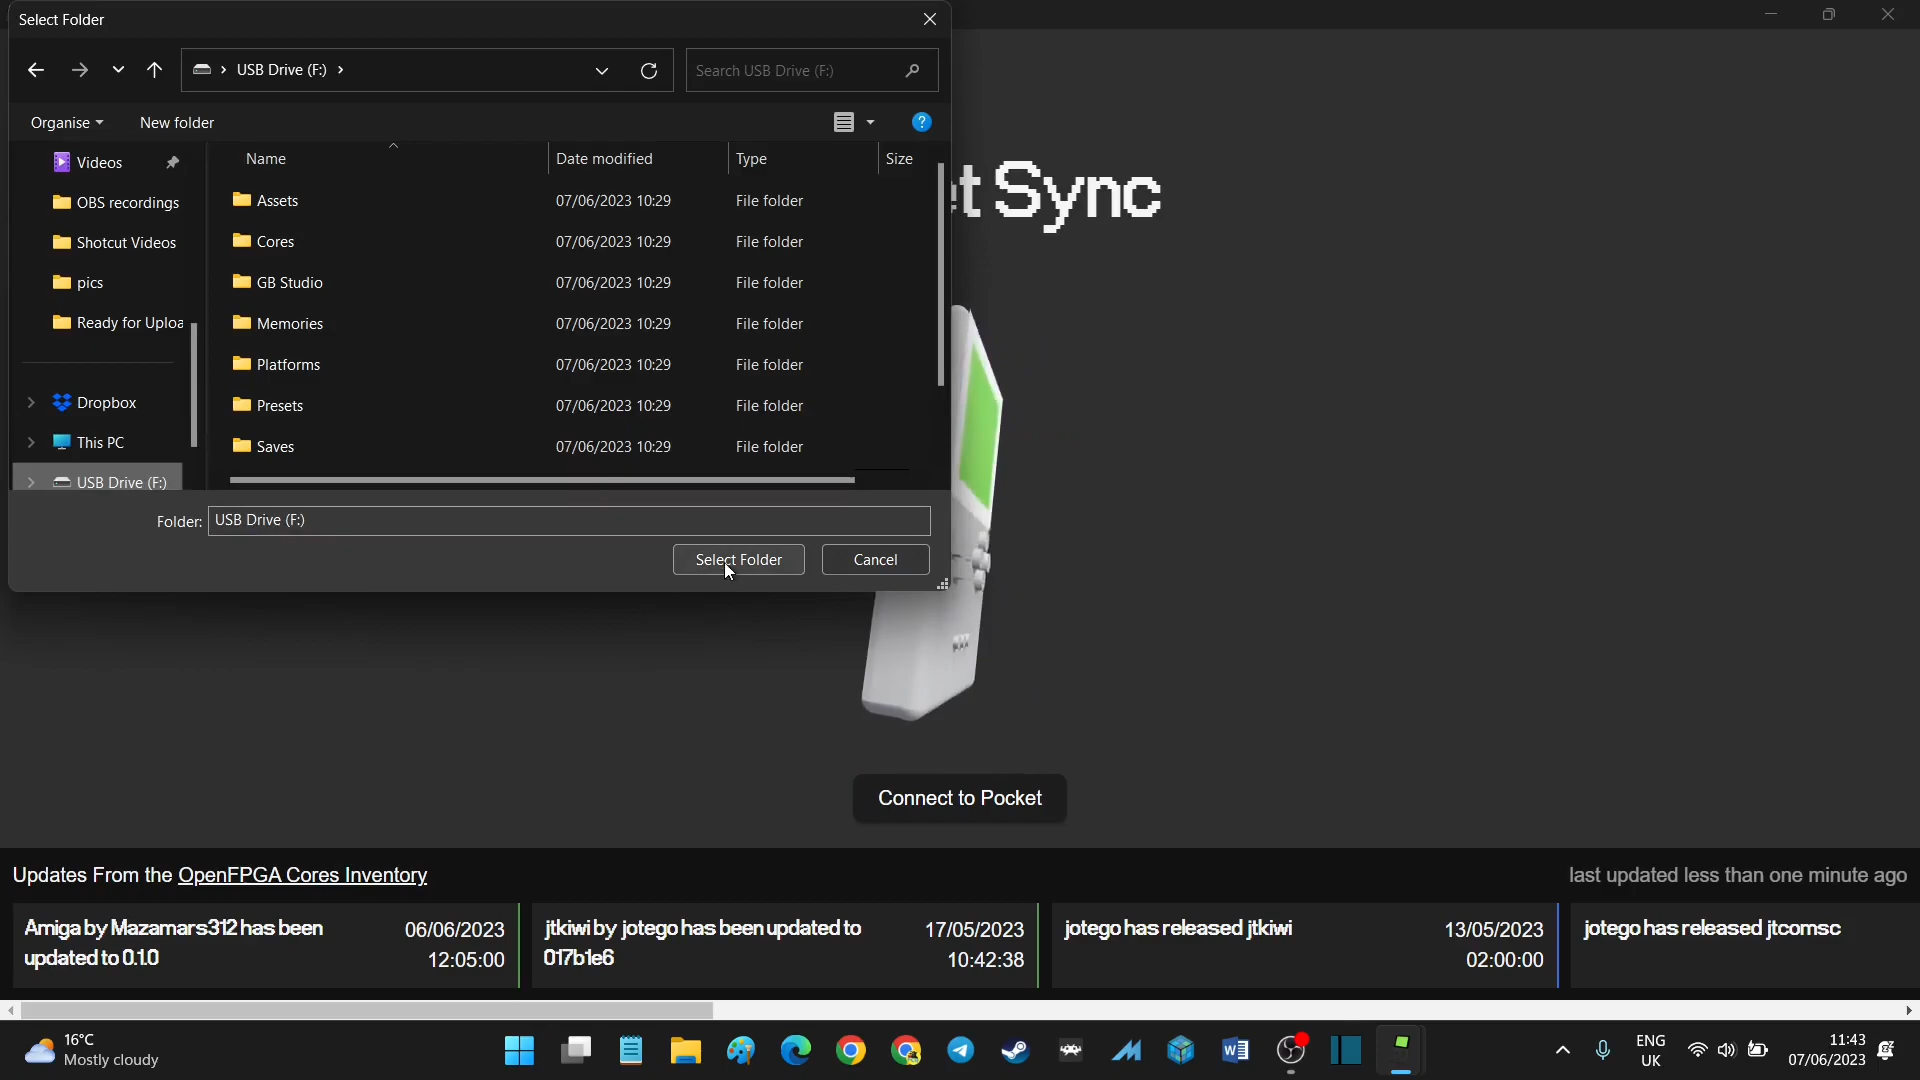 Select Folder
USB Drive (F:)
Search USB Drive (F:)
Organise
New folder
Name
Date modified
Type
Size
Videos
OBS recordings
Shotcut Videos
pics
Ready for Uploa
Dropbox
This PC
USB Drive (F:)
Assets 07/06/2023 10:29 File folder
Cores 07/06/2023 10:29 File folder
GB Studio 07/06/2023 10:29 File folder
Memories 07/06/2023 10:29 File folder
Platforms 07/06/2023 10:29 File folder
Presets 07/06/2023 10:29 File folder
Saves 07/06/2023 10:29 File folder
Folder: USB Drive (F:)
Select Folder
Cancel
et Sync
Connect to Pocket
Updates From the OpenFPGA Cores Inventory
last updated less than one minute ago
Amiga by Mazamars312 has been
updated to 0.1.0
06/06/2023
12:05:00
jtkiwi by jotego has been updated to
017b1e6
17/05/2023
10:42:38
jotego has released jtkiwi
13/05/2023
02:00:00
jotego has released jtcomsc
16°C
Mostly cloudy
ENG
UK
11:43
07/06/2023